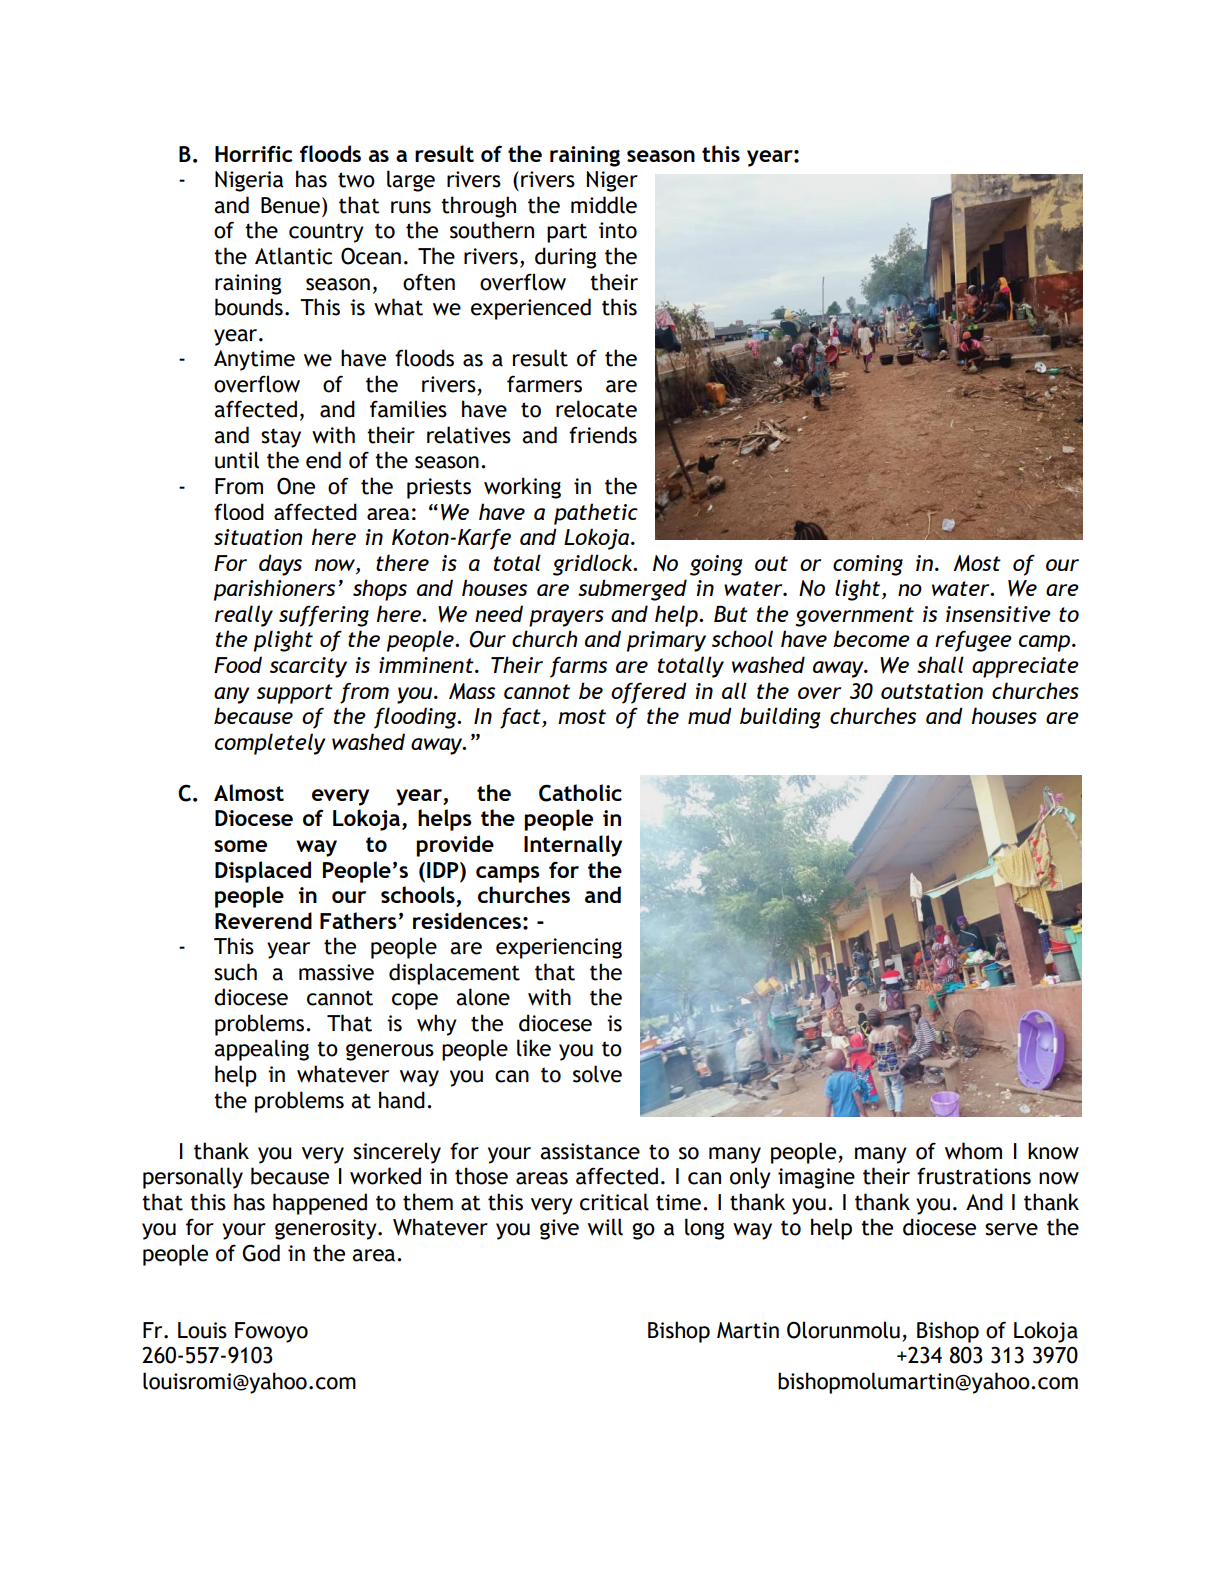 B. Horrific floods as a result of the raining season this year:
- Nigeria has two large rivers (rivers Niger
and Benue) that runs through the middle
of the country to the southern part into
the Atlantic Ocean. The rivers, during the
raining season, often overflow their
bounds. This is what we experienced this
year.
- Anytime we have floods as a result of the
overflow of the rivers, farmers are
affected, and families have to relocate
and stay with their relatives and friends
until the end of the season.
- From One of the priests working in the
flood affected area: “We have a pathetic
situation here in Koton-Karfe and Lokoja.
For days now, there is a total gridlock. No going out or coming in. Most of our
parishioners’ shops and houses are submerged in water. No light, no water. We are
really suffering here. We need prayers and help. But the government is insensitive to
the plight of the people. Our church and primary school have become a refugee camp.
Food scarcity is imminent. Their farms are totally washed away. We shall appreciate
any support from you. Mass cannot be offered in all the over 30 outstation churches
because of the flooding. In fact, most of the mud building churches and houses are
completely washed away.”
C. Almost every year, the Catholic
Diocese of Lokoja, helps the people in
some way to provide Internally
Displaced People’s (IDP) camps for the
people in our schools, churches and
Reverend Fathers’ residences: -
- This year the people are experiencing
such a massive displacement that the
diocese cannot cope alone with the
problems. That is why the diocese is
appealing to generous people like you to
help in whatever way you can to solve
the problems at hand.
I thank you very sincerely for your assistance to so many people, many of whom I know
personally because I worked in those areas affected. I can only imagine their frustrations now
that this has happened to them at this very critical time. I thank you. I thank you. And I thank
you for your generosity. Whatever you give will go a long way to help the diocese serve the
people of God in the area.
Fr. Louis Fowoyo
260-557-9103
louisromi@yahoo.com
Bishop Martin Olorunmolu, Bishop of Lokoja
+234 803 313 3970
bishopmolumartin@yahoo.com